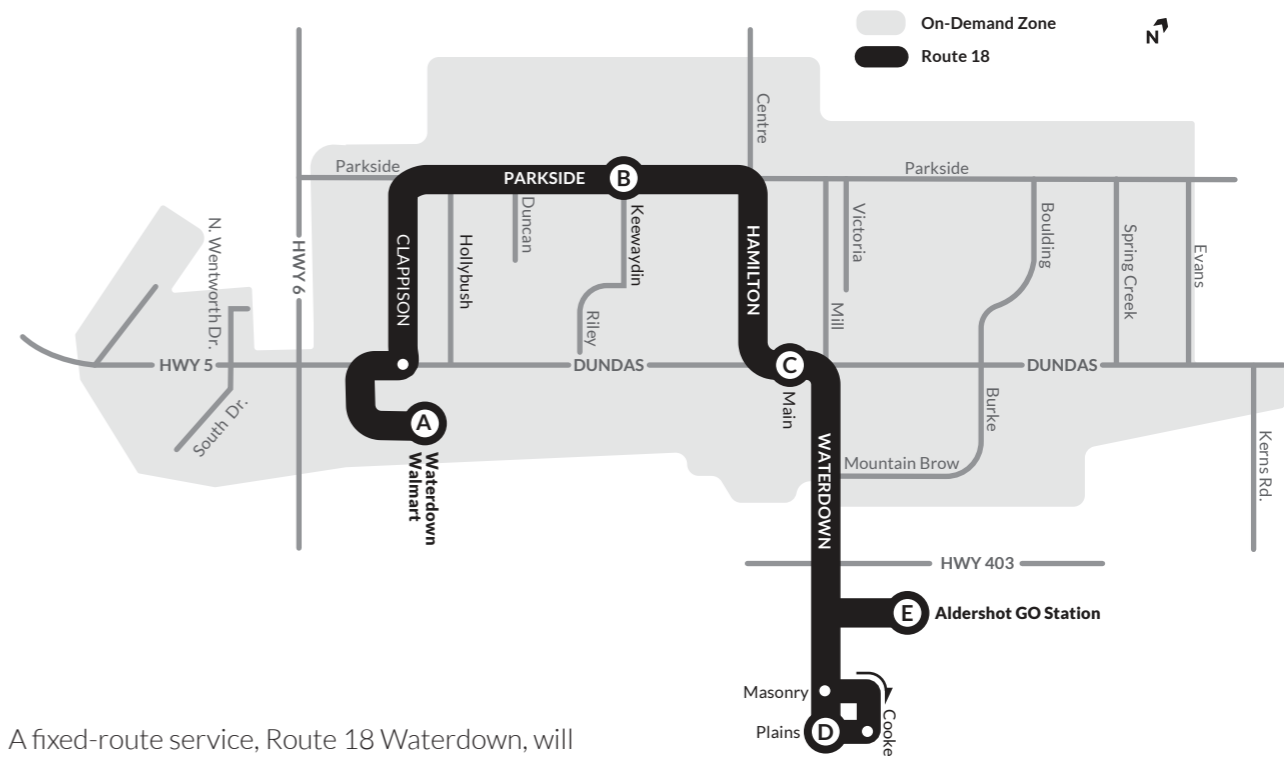 On-Demand Zone
Route 18
N
Centre
Parkside
PARKSIDE
B
Parkside
N. Wentworth Dr.
HWY 6
CLAPPISON
Hollybush
Duncan
Keewaydin
Riley
HAMILTON
Mill
Victoria
Boulding
Spring Creek
Evans
HWY 5
DUNDAS
C
DUNDAS
South Dr.
A
Waterdown
Walmart
Main
WATERDOWN
Mountain Brow
Burke
Kerns Rd.
HWY 403
E
Aldershot GO Station
Masonry
Plains
D
Cooke
A fixed-route service, Route 18 Waterdown, will